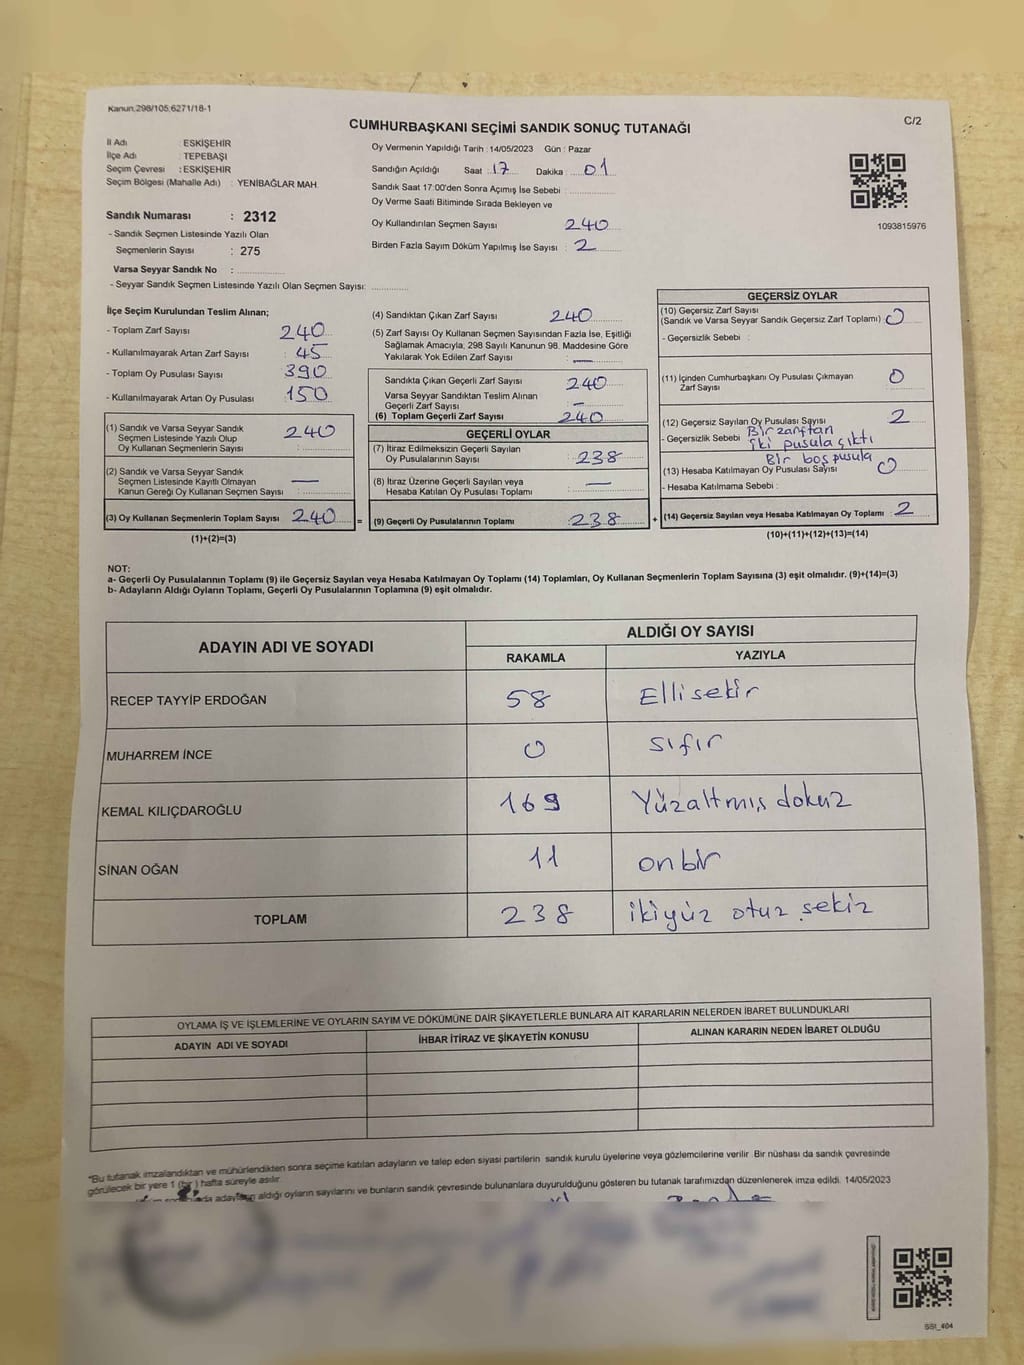 Kanun.298/105,6271/18-1
C/2
CUMHURBAŞKANI SEÇİMİ SANDIK SONUÇ TUTANAĞI
İl Adı : ESKİŞEHİR
İlçe Adı : TEPEBAŞI
Seçim Çevresi : ESKİŞEHİR
Seçim Bölgesi (Mahalle Adı) : YENİBAĞLAR MAH.
Sandık Numarası : 2312
- Sandık Seçmen Listesinde Yazılı Olan
Seçmenlerin Sayısı : 275
Varsa Seyyar Sandık No :
- Seyyar Sandık Seçmen Listesinde Yazılı Olan Seçmen Sayısı:
Oy Vermenin Yapıldığı Tarih : 14/05/2023 Gün : Pazar
Sandığın Açıldığı Saat : 17 Dakika : 01
Sandık Saat 17:00'den Sonra Açımış İse Sebebi :
Oy Verme Saati Bitiminde Sırada Bekleyen ve
Oy Kullandırılan Seçmen Sayısı : 240
Birden Fazla Sayım Döküm Yapılmış İse Sayısı : 2
1093815976
İlçe Seçim Kurulundan Teslim Alınan;
- Toplam Zarf Sayısı : 240
- Kullanılmayarak Artan Zarf Sayısı : 45
- Toplam Oy Pusulası Sayısı : 390
- Kullanılmayarak Artan Oy Pusulası : 150
(1) Sandık ve Varsa Seyyar Sandık
Seçmen Listesinde Yazılı Olup
Oy Kullanan Seçmenlerin Sayısı : 240
(2) Sandık ve Varsa Seyyar Sandık
Seçmen Listesinde Kayıtlı Olmayan
Kanun Gereği Oy Kullanan Seçmen Sayısı : —
(3) Oy Kullanan Seçmenlerin Toplam Sayısı : 240 =
(1)+(2)=(3)
(4) Sandıktan Çıkan Zarf Sayısı : 240
(5) Zarf Sayısı Oy Kullanan Seçmen Sayısından Fazla İse, Eşitliği
Sağlamak Amacıyla, 298 Sayılı Kanunun 98. Maddesine Göre
Yakılarak Yok Edilen Zarf Sayısı : —
Sandıkta Çıkan Geçerli Zarf Sayısı : 240
Varsa Seyyar Sandıktan Teslim Alınan
Geçerli Zarf Sayısı : —
(6) Toplam Geçerli Zarf Sayısı : 240
GEÇERLİ OYLAR
(7) İtiraz Edilmeksizin Geçerli Sayılan
Oy Pusulalarının Sayısı : 238
(8) İtiraz Üzerine Geçerli Sayılan veya
Hesaba Katılan Oy Pusulası Toplamı : —
(9) Geçerli Oy Pusulalarının Toplamı : 238 +
GEÇERSİZ OYLAR
(10) Geçersiz Zarf Sayısı
(Sandık ve Varsa Seyyar Sandık Geçersiz Zarf Toplamı) : 0
- Geçersizlik Sebebi :
(11) İçinden Cumhurbaşkanı Oy Pusulası Çıkmayan
Zarf Sayısı : 0
(12) Geçersiz Sayılan Oy Pusulası Sayısı : 2
- Geçersizlik Sebebi : Bir zarftan
iki pusula çıktı
Bir boş pusula
(13) Hesaba Katılmayan Oy Pusulası Sayısı : 0
- Hesaba Katılmama Sebebi :
(14) Geçersiz Sayılan veya Hesaba Katılmayan Oy Toplamı : 2
(10)+(11)+(12)+(13)=(14)
NOT:
a- Geçerli Oy Pusulalarının Toplamı (9) ile Geçersiz Sayılan veya Hesaba Katılmayan Oy Toplamı (14) Toplamları, Oy Kullanan Seçmenlerin Toplam Sayısına (3) eşit olmalıdır. (9)+(14)=(3)
b- Adayların Aldığı Oyların Toplamı, Geçerli Oy Pusulalarının Toplamına (9) eşit olmalıdır.
ADAYIN ADI VE SOYADI
ALDIĞI OY SAYISI
RAKAMLA YAZIYLA
RECEP TAYYİP ERDOĞAN 58 Elli sekiz
MUHARREM İNCE 0 sıfır
KEMAL KILIÇDAROĞLU 169 Yüzaltmış dokuz
SİNAN OĞAN 11 on bir
TOPLAM 238 ikiyüz otuz sekiz
OYLAMA İŞ VE İŞLEMLERİNE VE OYLARIN SAYIM VE DÖKÜMÜNE DAİR ŞİKAYETLERLE BUNLARA AİT KARARLARIN NELERDEN İBARET BULUNDUKLARI
ADAYIN ADI VE SOYADI İHBAR İTİRAZ VE ŞİKAYETİN KONUSU ALINAN KARARIN NEDEN İBARET OLDUĞU
*Bu tutanak imzalandıktan ve mühürlendikten sonra seçime katılan adayların ve talep eden siyasi partilerin sandık kurulu üyelerine veya gözlemcilerine verilir. Bir nüshası da sandık çevresinde
görülecek bir yere 1 (bir) hafta süreyle asılır.
adayların aldığı oyların sayılarını ve bunların sandık çevresinde bulunanlara duyurulduğunu gösteren bu tutanak tarafımızdan düzenlenerek imza edildi. 14/05/2023
SSI_404